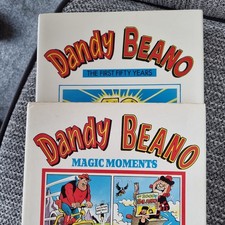 Dandy BEANO
THE FIRST FIFTY YEARS
Dandy BEANO
MAGIC MOMENTS